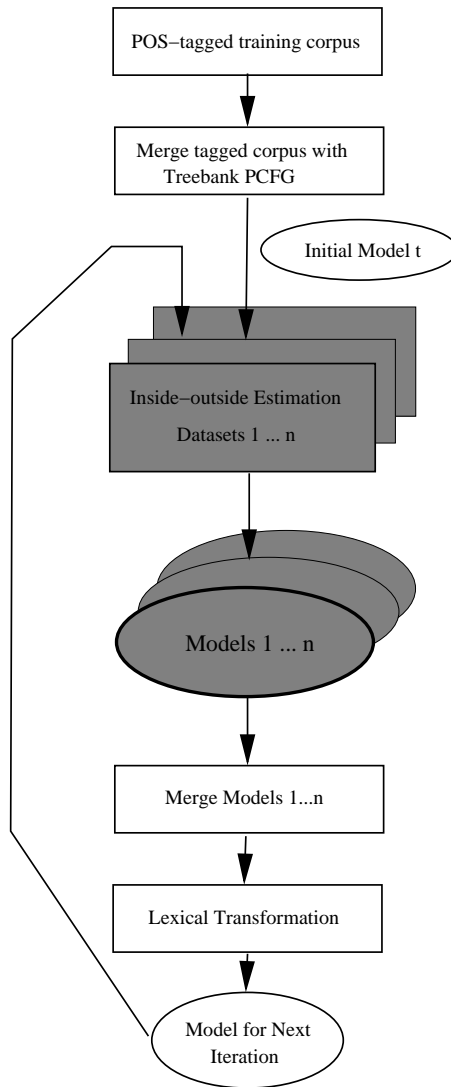 POS−tagged training corpus
Merge tagged corpus with
Treebank PCFG
Initial Model t
Inside−outside Estimation
Datasets 1 ... n
Models 1 ... n
Merge Models 1...n
Lexical Transformation
Model for Next
Iteration